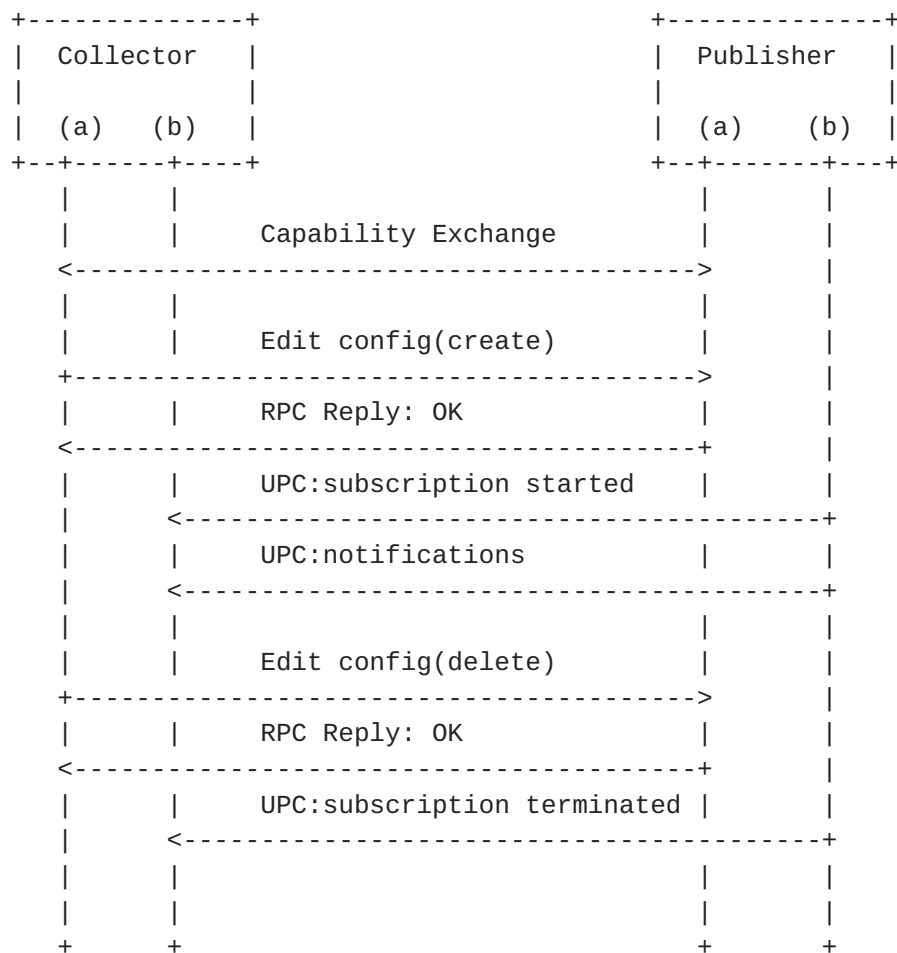 Collector Publisher
(a) (b) (a) (b)
Capability Exchange
Edit config(create)
RPC Reply: OK
UPC:subscription started
UPC:notifications
Edit config(delete)
RPC Reply: OK
UPC:subscription terminated